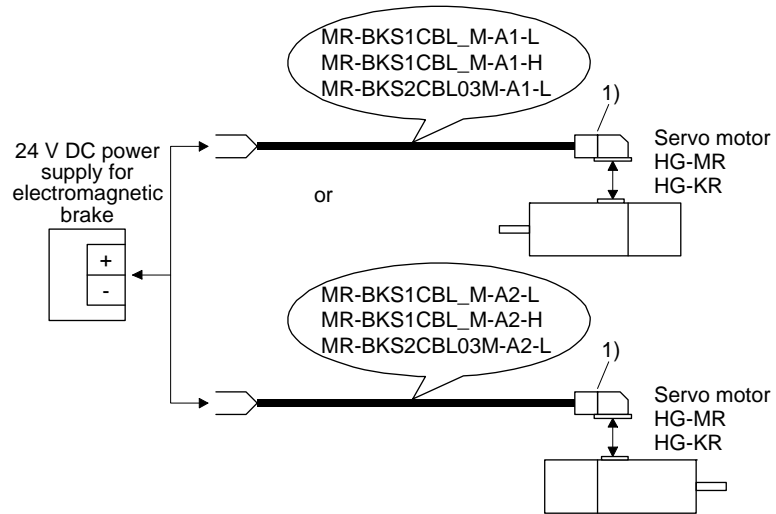 MR-BKS1CBL_M-A1-L
MR-BKS1CBL_M-A1-H
MR-BKS2CBL03M-A1-L
1)
Servo motor
HG-MR
HG-KR
24 V DC power
supply for
electromagnetic
brake
or
+
-
MR-BKS1CBL_M-A2-L
MR-BKS1CBL_M-A2-H
MR-BKS2CBL03M-A2-L
1)
Servo motor
HG-MR
HG-KR